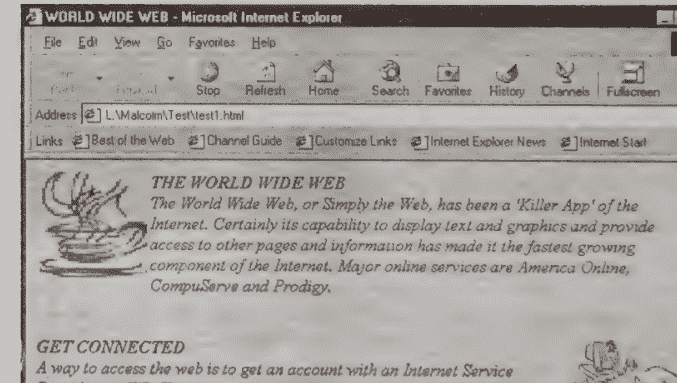 WORLD WIDE WEB - Microsoft Internet Explorer
File Edit View Go Favorites Help
Stop Refresh Home Search Favorites History Channels Fullscreen
Address L:\Malcolm\Test\test1.html
Links Best of the Web Channel Guide Customize Links Internet Explorer News Internet Start
THE WORLD WIDE WEB
The World Wide Web, or Simply the Web, has been a 'Killer App' of the
Internet. Certainly its capability to display text and graphics and provide
access to other pages and information has made it the fastest growing
component of the Internet. Major online services are America Online,
CompuServe and Prodigy.
GET CONNECTED
A way to access the web is to get an account with an Internet Service